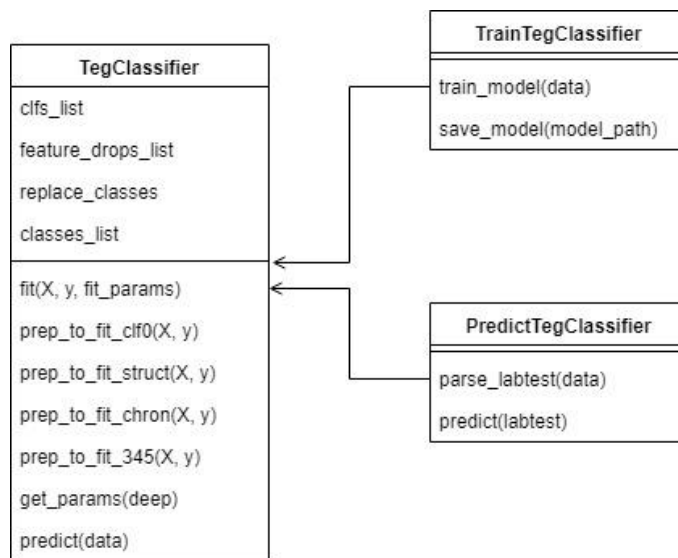 TegClassifier
clfs_list
feature_drops_list
replace_classes
classes_list
fit(X, y, fit_params)
prep_to_fit_clf0(X, y)
prep_to_fit_struct(X, y)
prep_to_fit_chron(X, y)
prep_to_fit_345(X, y)
get_params(deep)
predict(data)
TrainTegClassifier
train_model(data)
save_model(model_path)
PredictTegClassifier
parse_labtest(data)
predict(labtest)